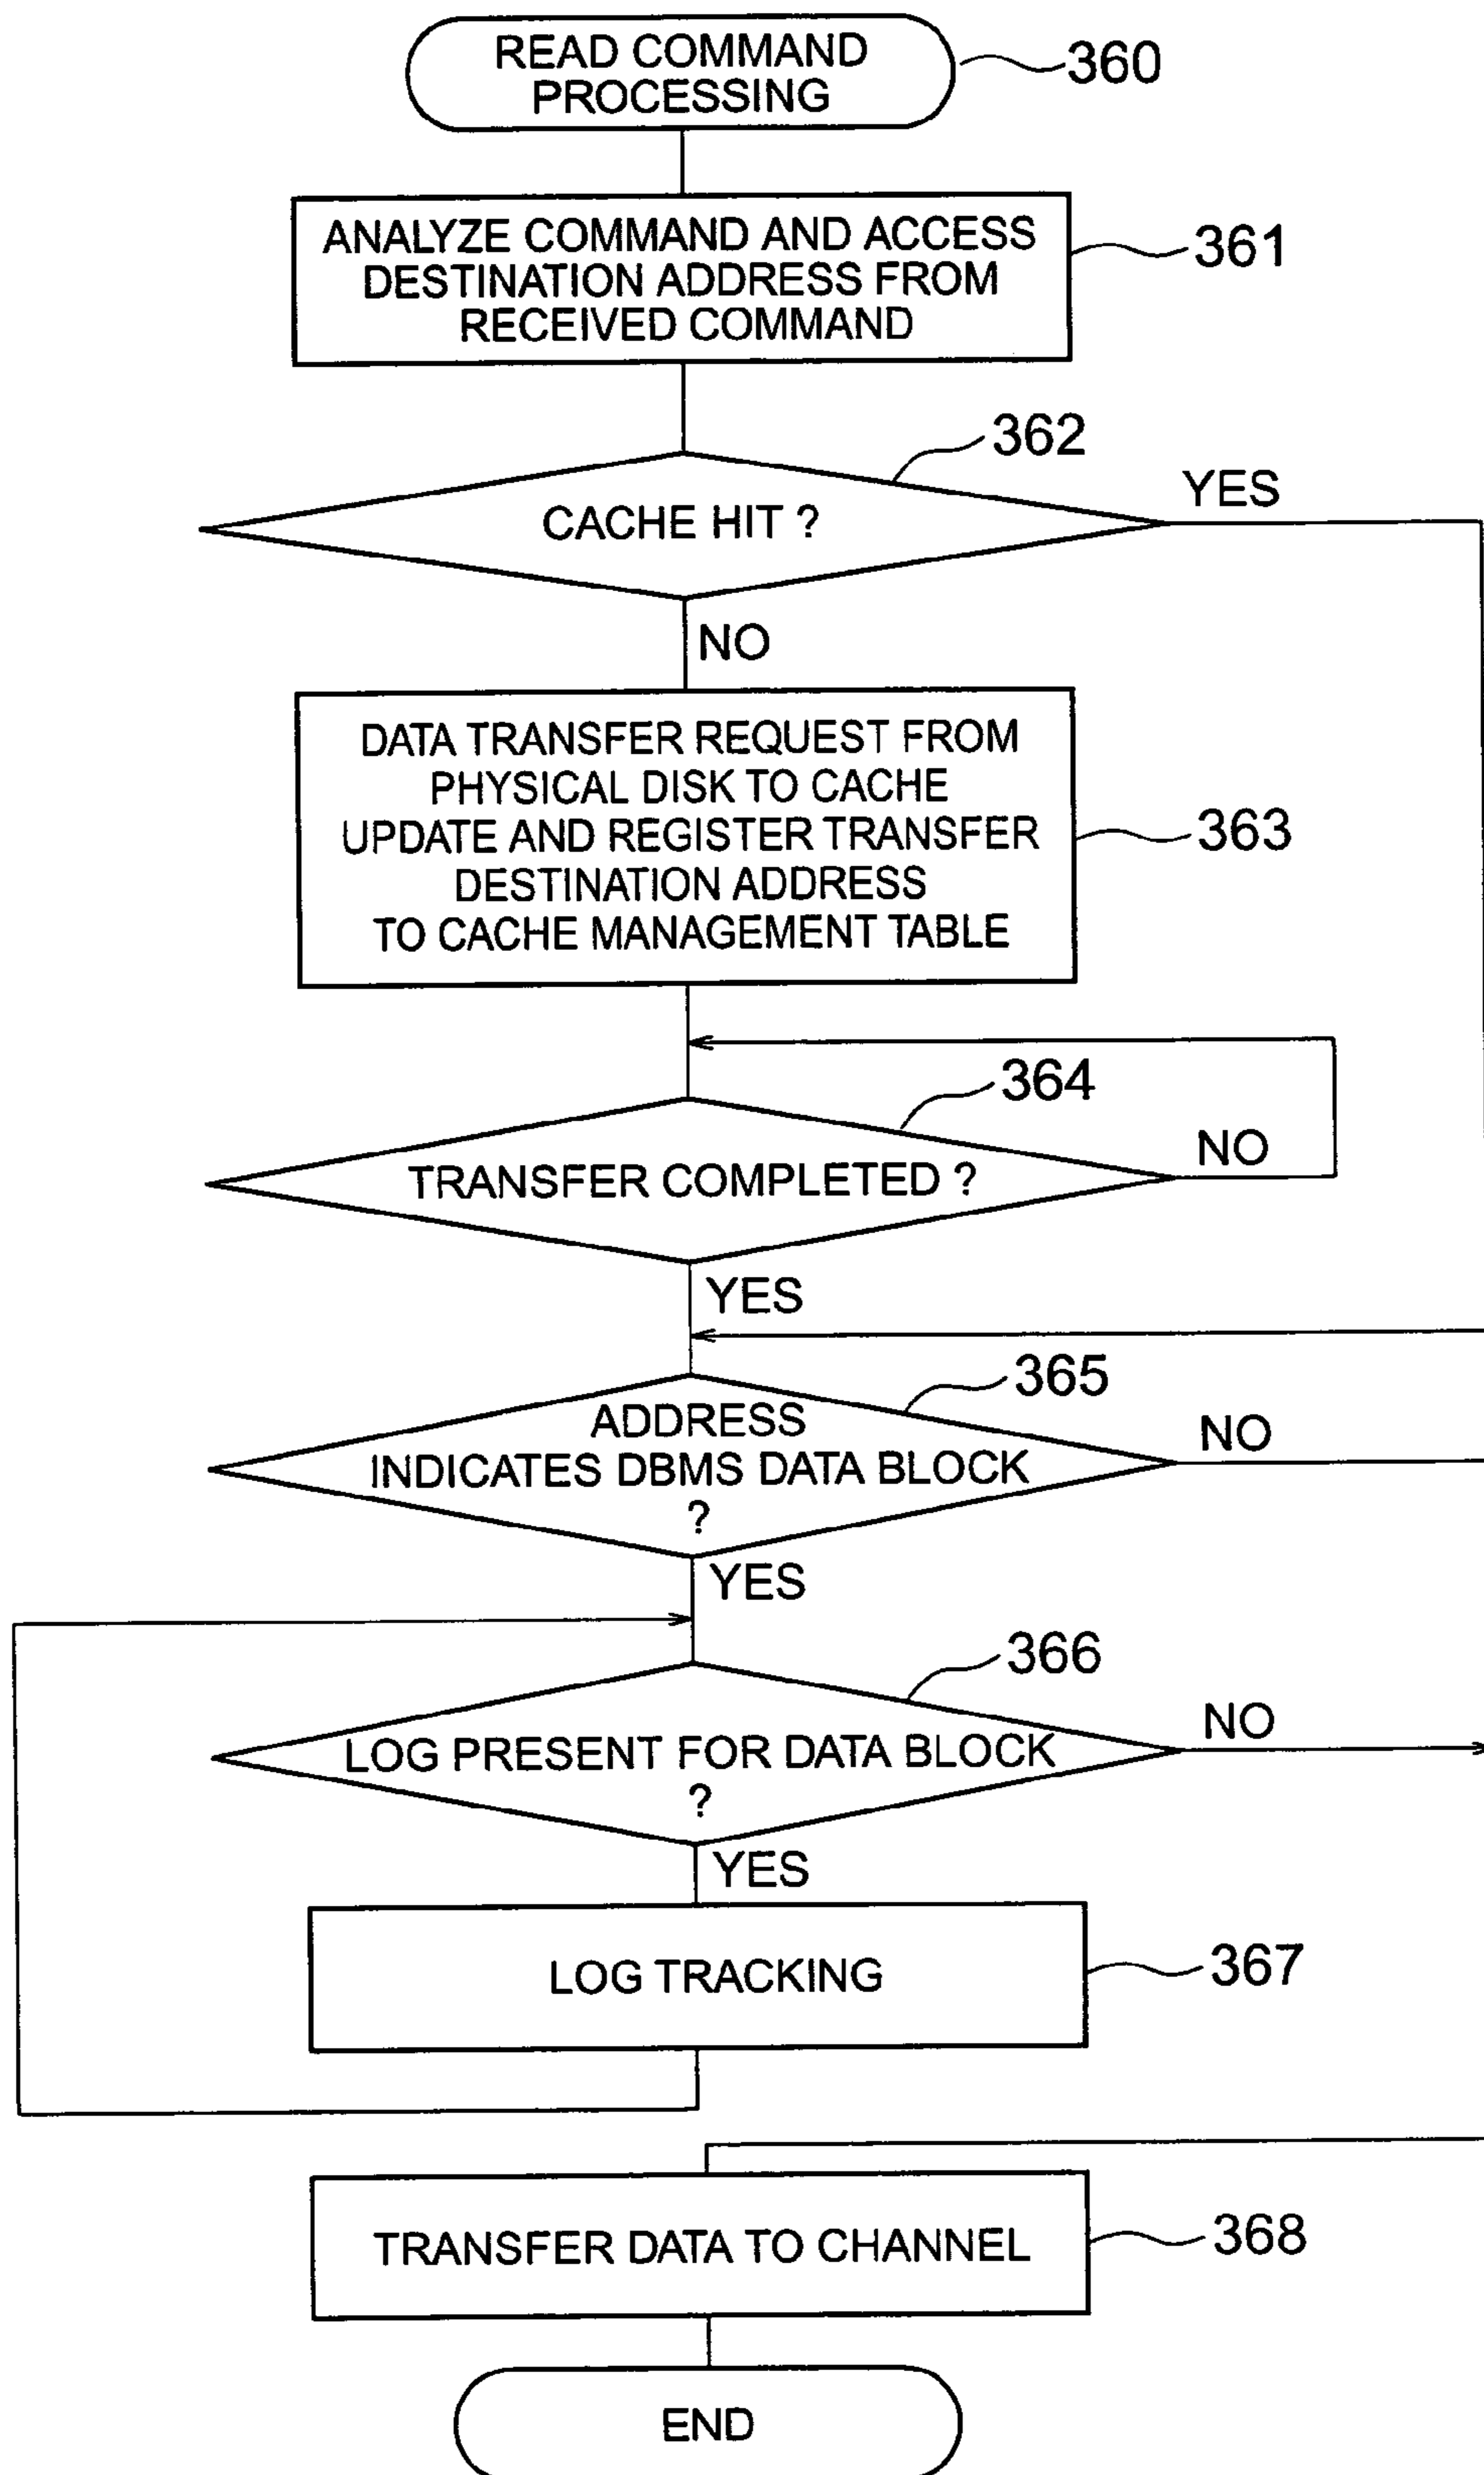 READ COMMAND
PROCESSING
360
ANALYZE COMMAND AND ACCESS
DESTINATION ADDRESS FROM
RECEIVED COMMAND
361
362
CACHE HIT ?
YES
NO
DATA TRANSFER REQUEST FROM
PHYSICAL DISK TO CACHE
UPDATE AND REGISTER TRANSFER
DESTINATION ADDRESS
TO CACHE MANAGEMENT TABLE
363
364
TRANSFER COMPLETED ?
NO
YES
365
ADDRESS
INDICATES DBMS DATA BLOCK
?
NO
YES
366
LOG PRESENT FOR DATA BLOCK
?
NO
YES
LOG TRACKING
367
TRANSFER DATA TO CHANNEL
368
END